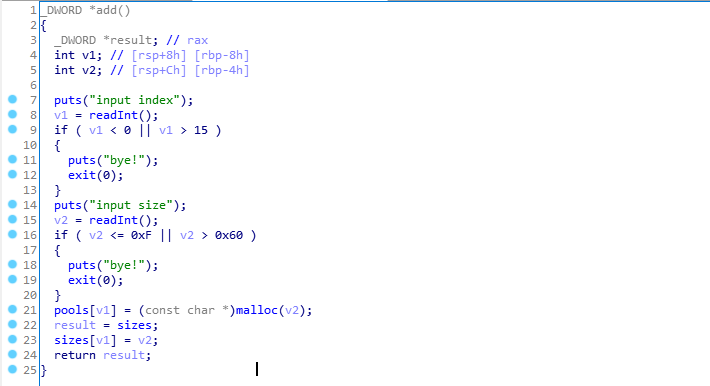 1 _DWORD *add()
2 {
3   _DWORD *result; // rax
4   int v1; // [rsp+8h] [rbp-8h]
5   int v2; // [rsp+Ch] [rbp-4h]
6
7   puts("input index");
8   v1 = readInt();
9   if ( v1 < 0 || v1 > 15 )
10   {
11     puts("bye!");
12     exit(0);
13   }
14   puts("input size");
15   v2 = readInt();
16   if ( v2 <= 0xF || v2 > 0x60 )
17   {
18     puts("bye!");
19     exit(0);
20   }
21   pools[v1] = (const char *)malloc(v2);
22   result = sizes;
23   sizes[v1] = v2;
24   return result;
25 }